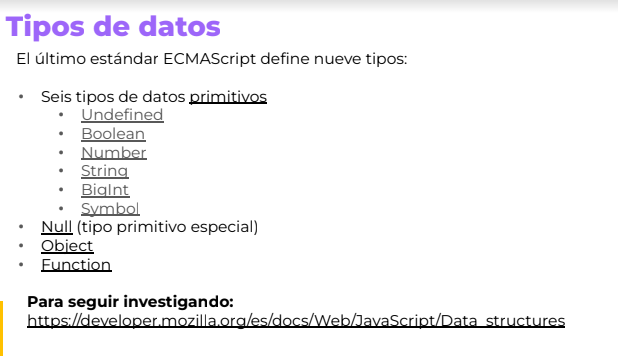 Tipos de datos
El último estándar ECMAScript define nueve tipos:
• Seis tipos de datos primitivos
• Undefined
• Boolean
• Number
• String
• BigInt
• Symbol
• Null (tipo primitivo especial)
• Object
• Function
Para seguir investigando:
https://developer.mozilla.org/es/docs/Web/JavaScript/Data_structures